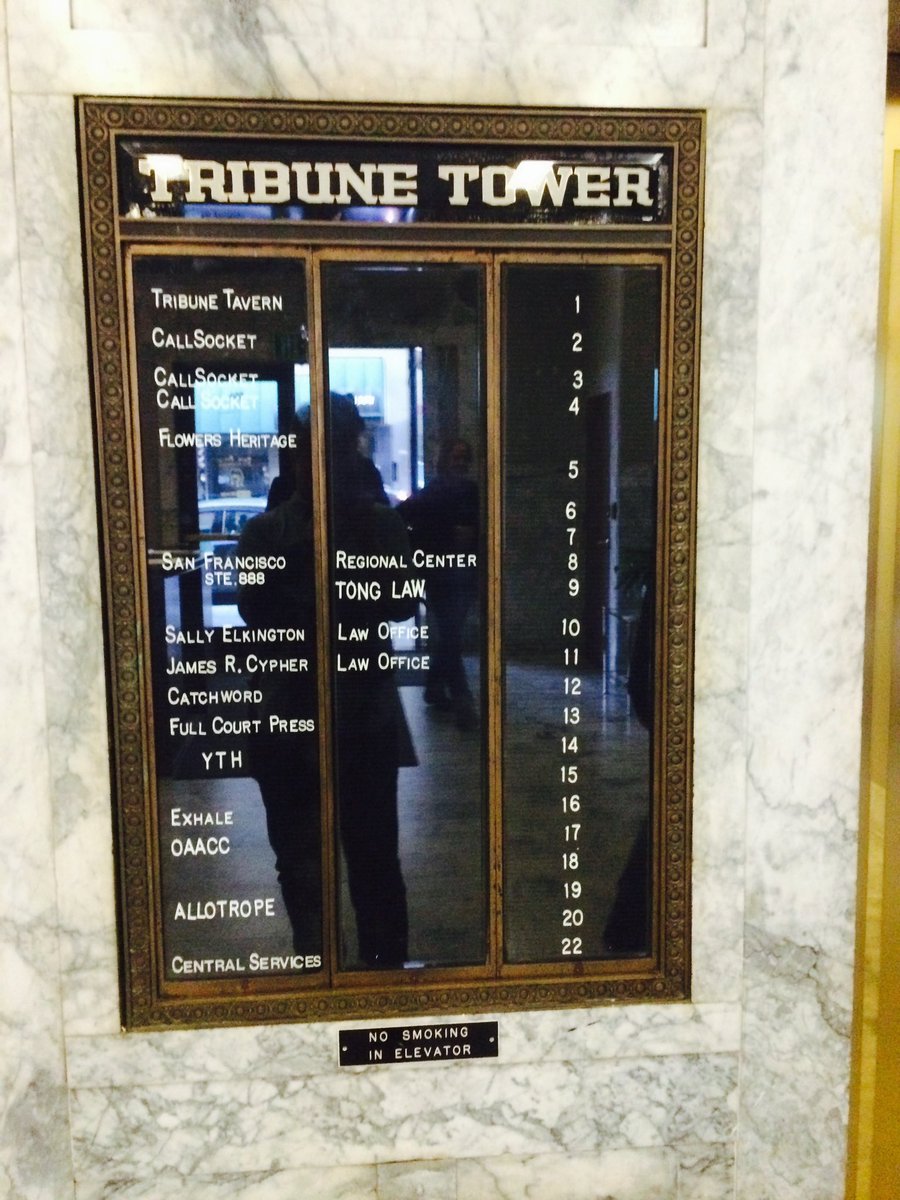 TRIBUNE TOWER
TRIBUNE TAVERN 1
CALLSOCKET 2
CALLSOCKET 3
CALL SOCKET 4
FLOWERS HERITAGE
5
6
7
SAN FRANCISCO REGIONAL CENTER 8
STE.888
TONG LAW 9
SALLY ELKINGTON LAW OFFICE 10
JAMES R. CYPHER LAW OFFICE 11
CATCHWORD 12
FULL COURT PRESS 13
YTH 14
15
EXHALE 16
OAACC 17
18
ALLOTROPE 19
20
CENTRAL SERVICES 22
NO SMOKING
IN ELEVATOR